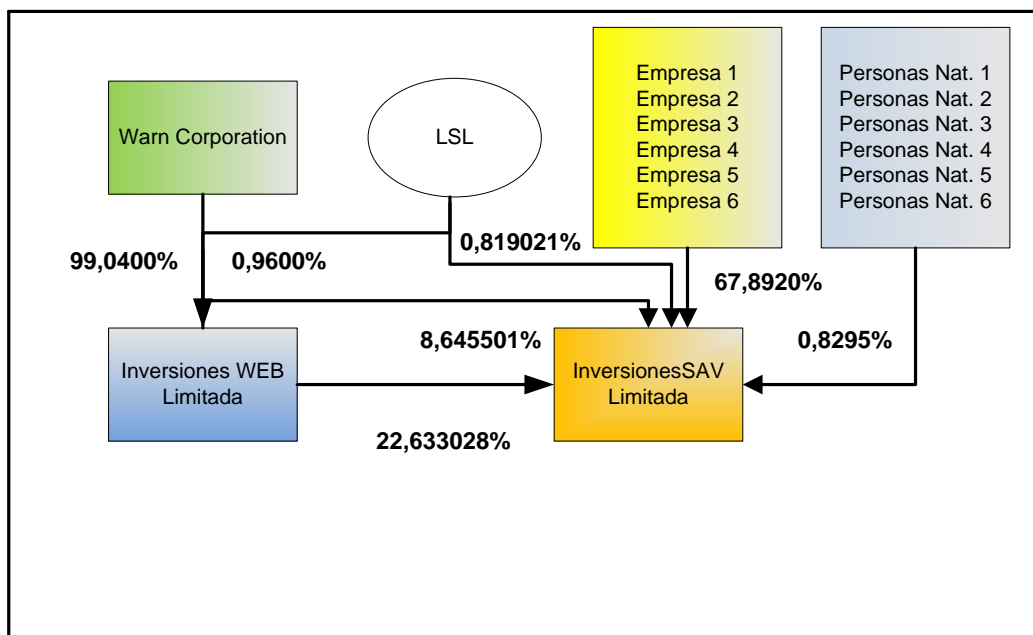 Warn Corporation
LSL
Empresa 1
Empresa 2
Empresa 3
Empresa 4
Empresa 5
Empresa 6
Personas Nat. 1
Personas Nat. 2
Personas Nat. 3
Personas Nat. 4
Personas Nat. 5
Personas Nat. 6
99,0400%
0,9600%
0,819021%
67,8920%
8,645501%
0,8295%
Inversiones WEB
Limitada
InversionesSAV
Limitada
22,633028%